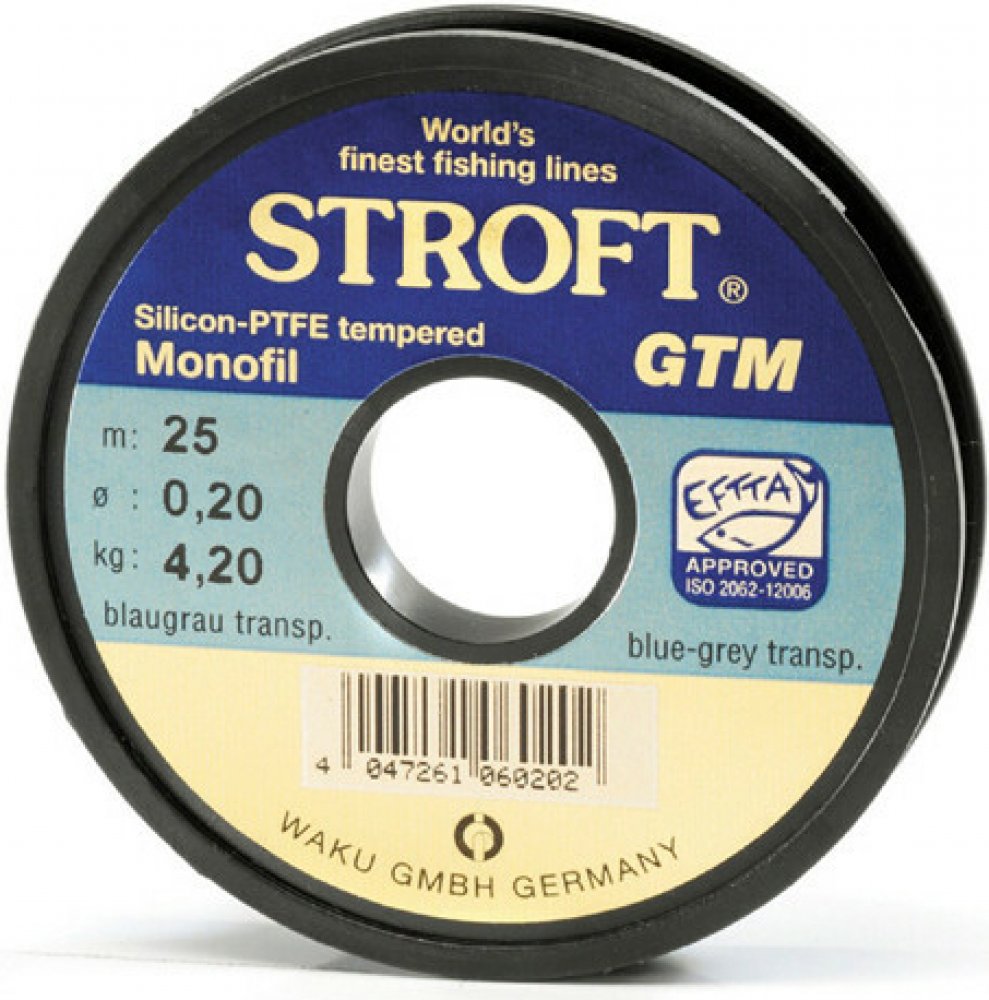 World's
finest fishing lines
STROFT®
Silicon-PTFE tempered
Monofil
GTM
m: 25
ø : 0,20
kg: 4,20
blaugrau transp.
EFTTA
APPROVED
ISO 2062-12006
blue-grey transp.
4 047261 060202
WAKU GMBH GERMANY